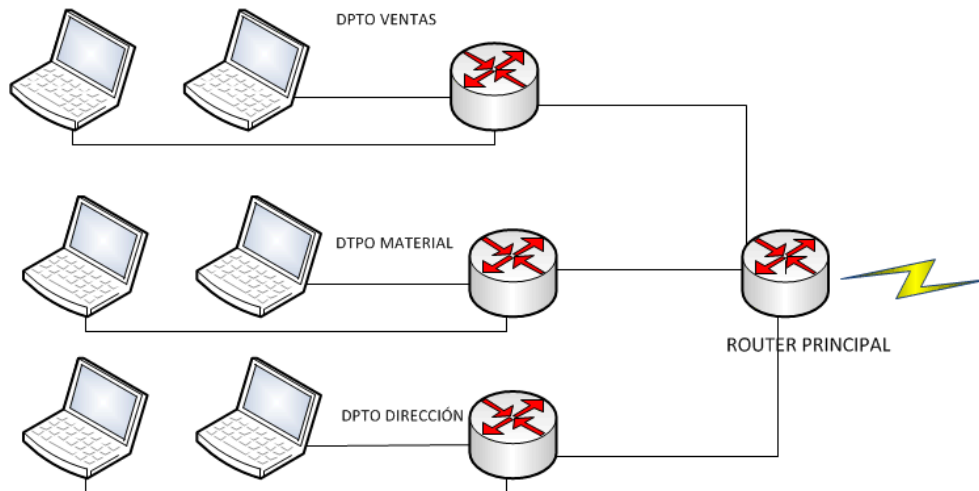 DPTO VENTAS
DTPO MATERIAL
ROUTER PRINCIPAL
DPTO DIRECCIÓN